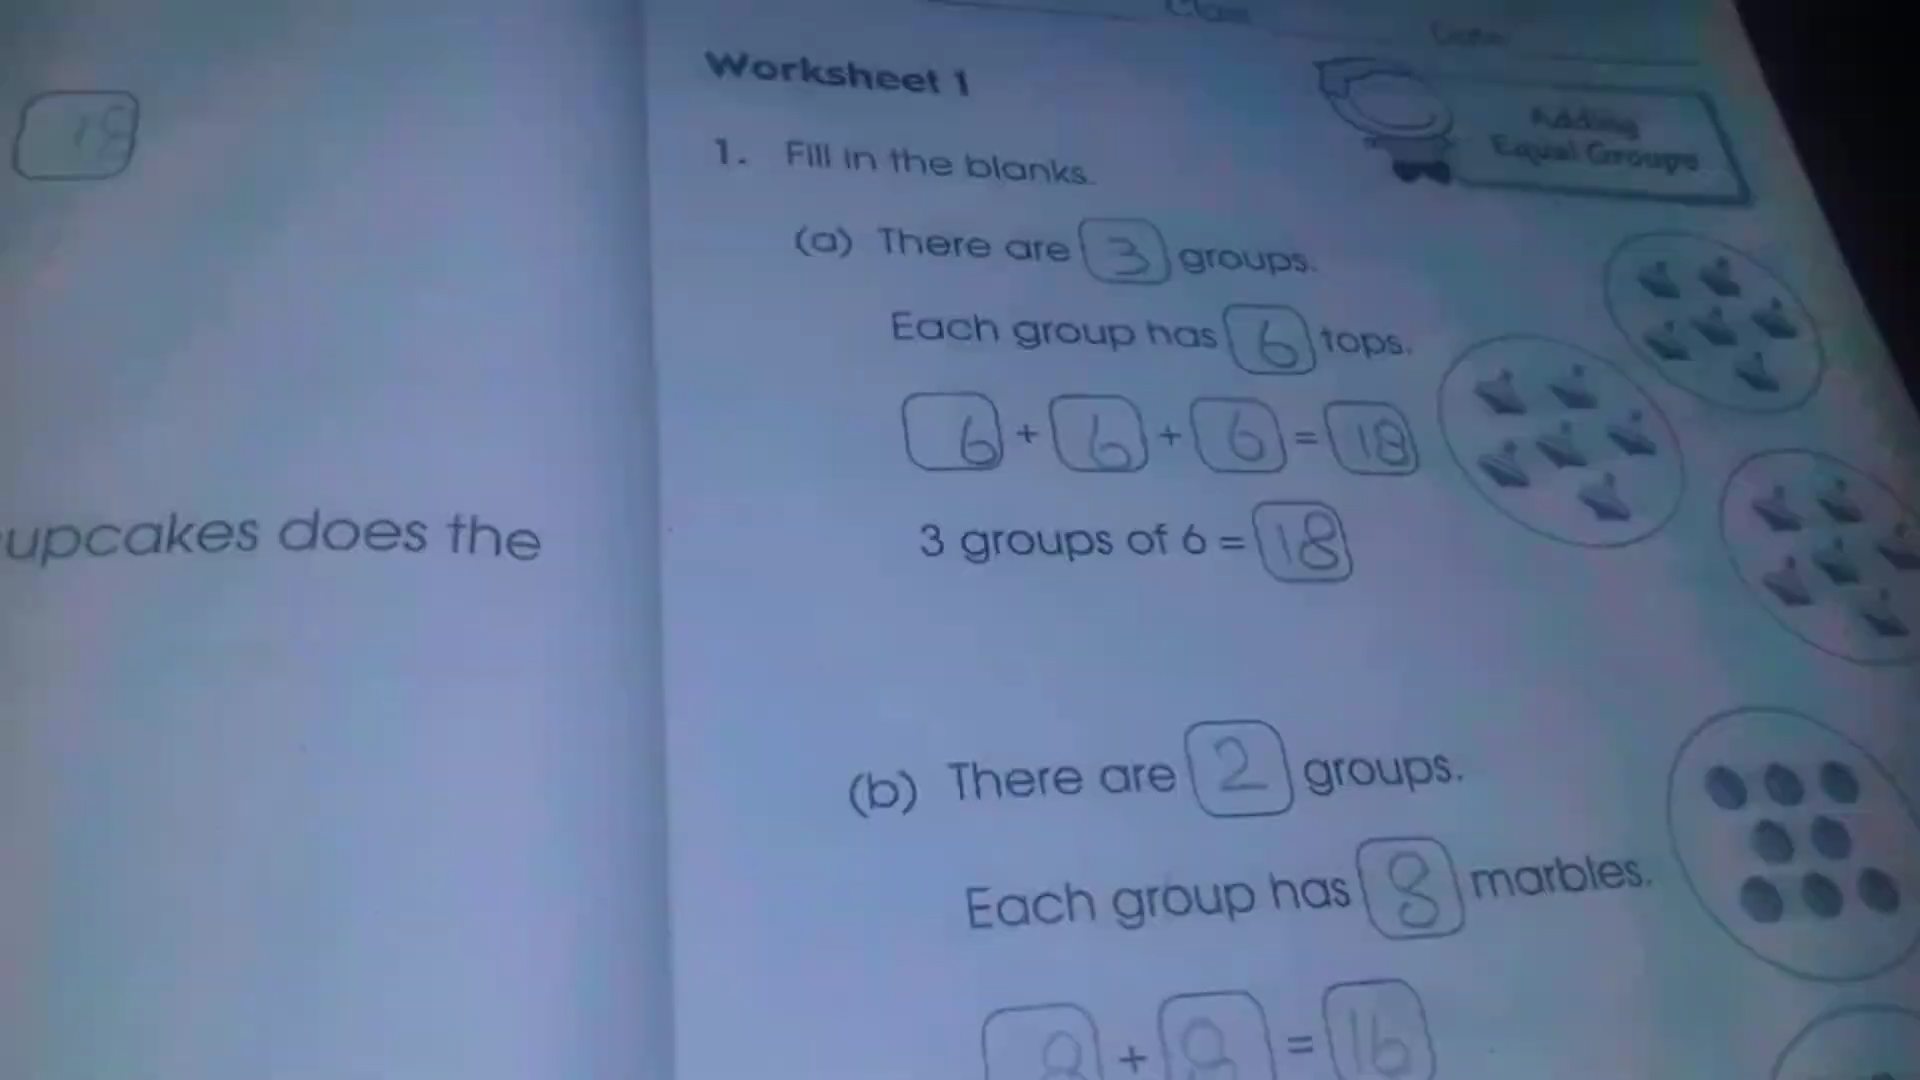 18
upcakes does the
Class
Worksheet 1
Adding
Equal Groups
1. Fill in the blanks.
(a) There are 3 groups.
Each group has 6 tops.
6 + 6 + 6 = 18
3 groups of 6 = 18
(b) There are 2 groups.
Each group has 8 marbles.
8 + 8 = 16